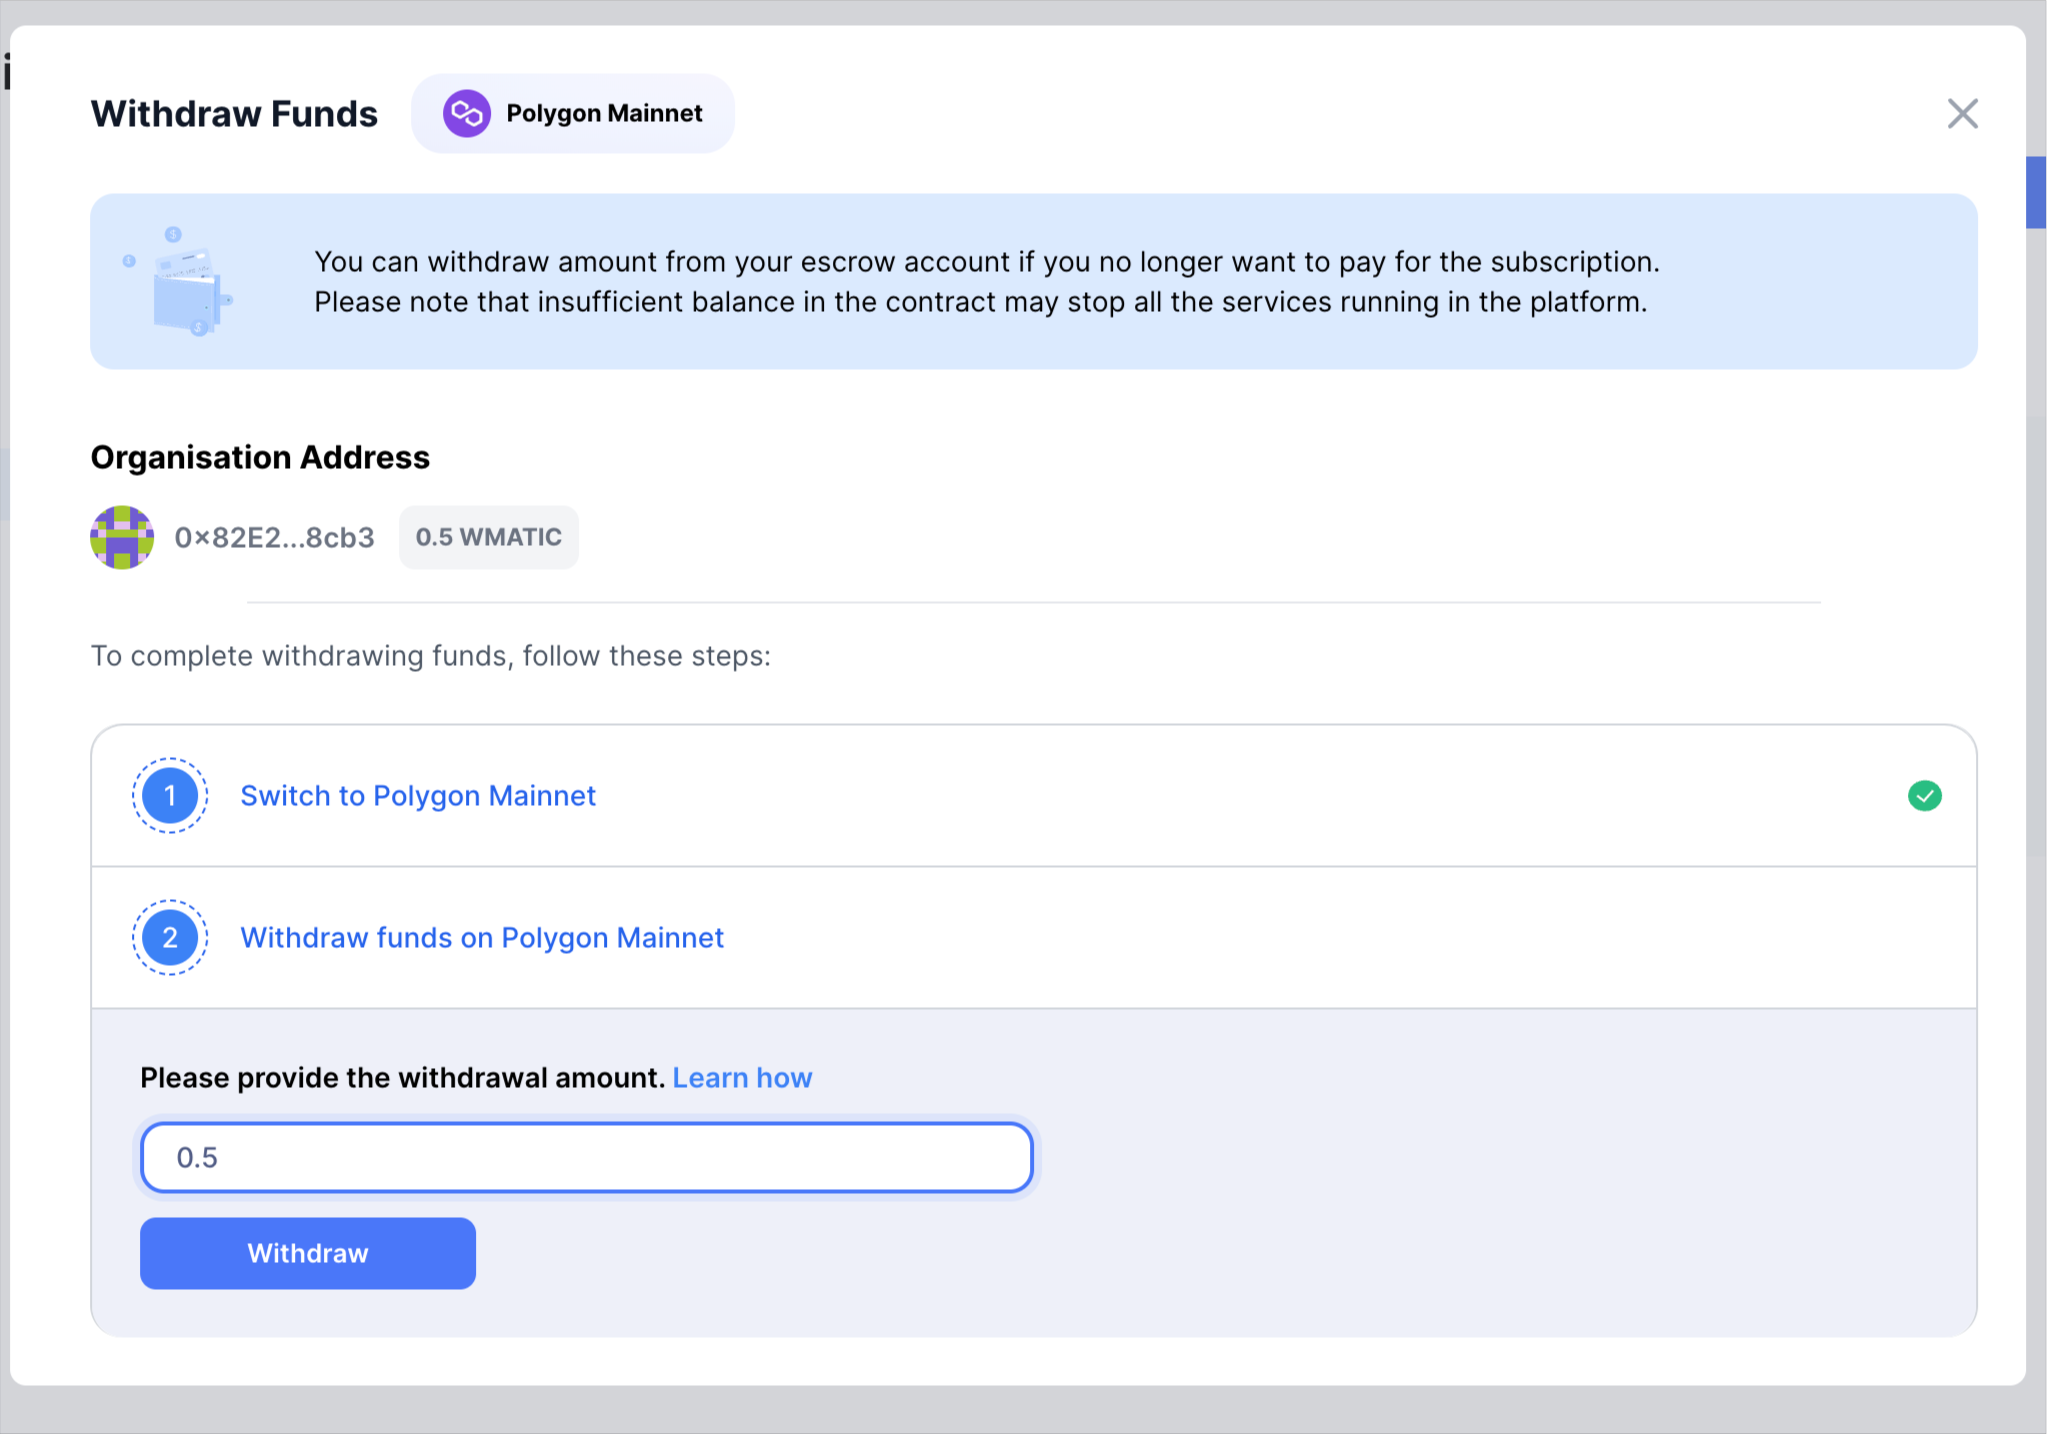 Withdraw Funds
Polygon Mainnet
You can withdraw amount from your escrow account if you no longer want to pay for the subscription.
Please note that insufficient balance in the contract may stop all the services running in the platform.
Organisation Address
0×82E2...8cb3
0.5 WMATIC
To complete withdrawing funds, follow these steps:
1
Switch to Polygon Mainnet
2
Withdraw funds on Polygon Mainnet
Please provide the withdrawal amount. Learn how
0.5
Withdraw